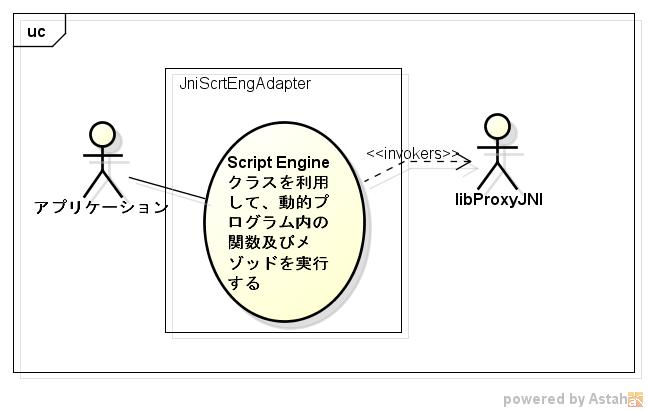 uc
JniScrtEngAdapter
<<invokers>>
Script Engine
クラスを利用
して、動的プ
ログラム内の
関数及びメ
ゾッドを実行
する
アプリケーション
libProxyJNI
powered by Astah